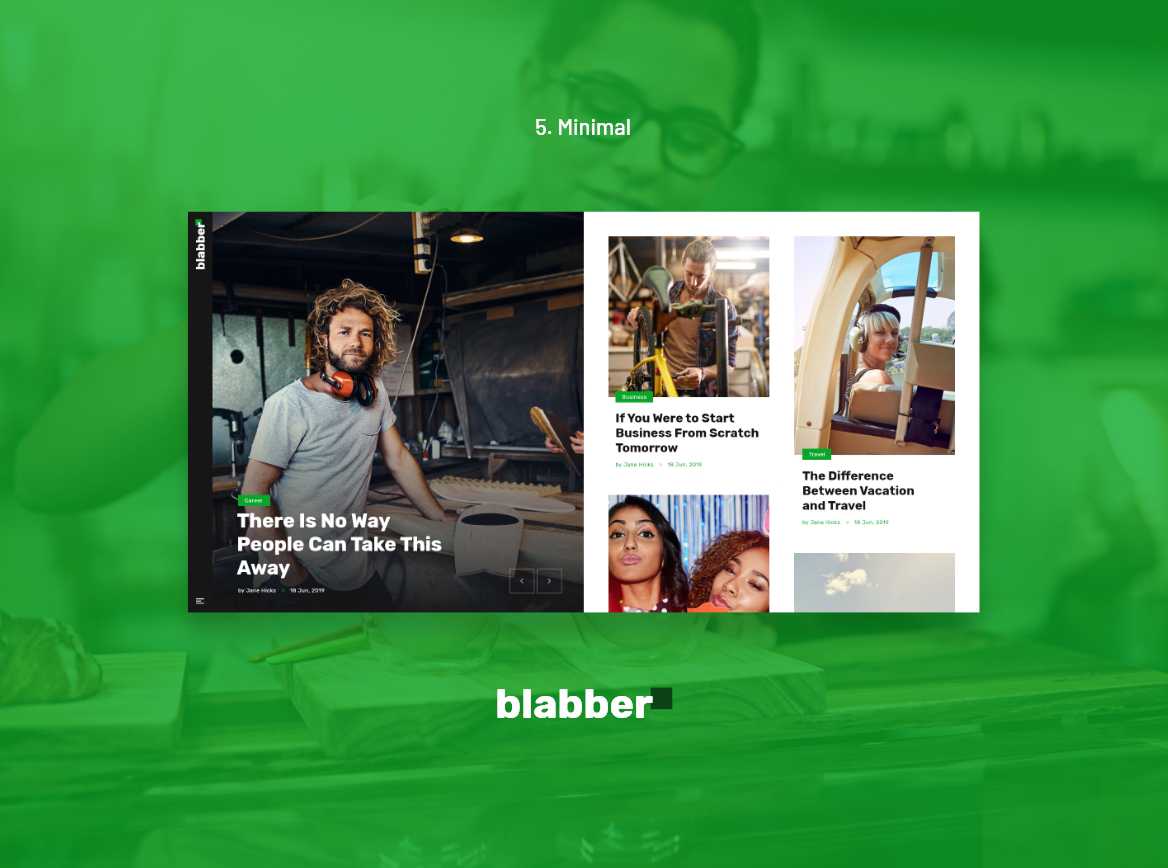 5. Minimal
blabber
Career
There Is No Way
People Can Take This
Away
by Jane Hicks 18 Jun, 2019
Business
If You Were to Start
Business From Scratch
Tomorrow
by Jane Hicks 18 Jun, 2019
Travel
The Difference
Between Vacation
and Travel
by Jane Hicks 18 Jun, 2019
blabber